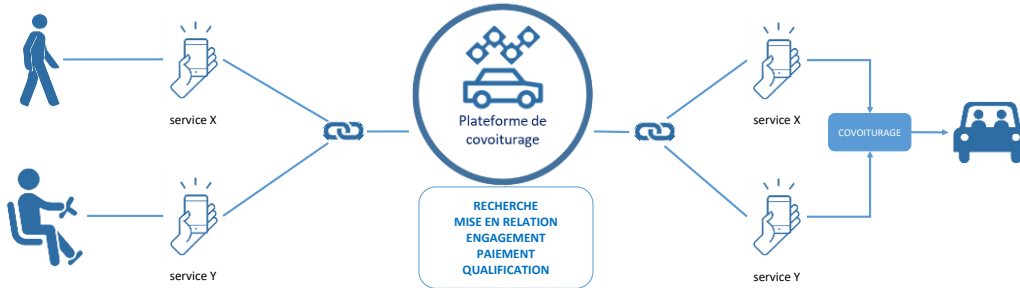 service X
service Y
Plateforme de
covoiturage
RECHERCHE
MISE EN RELATION
ENGAGEMENT
PAIEMENT
QUALIFICATION
service X
COVOITURAGE
service Y